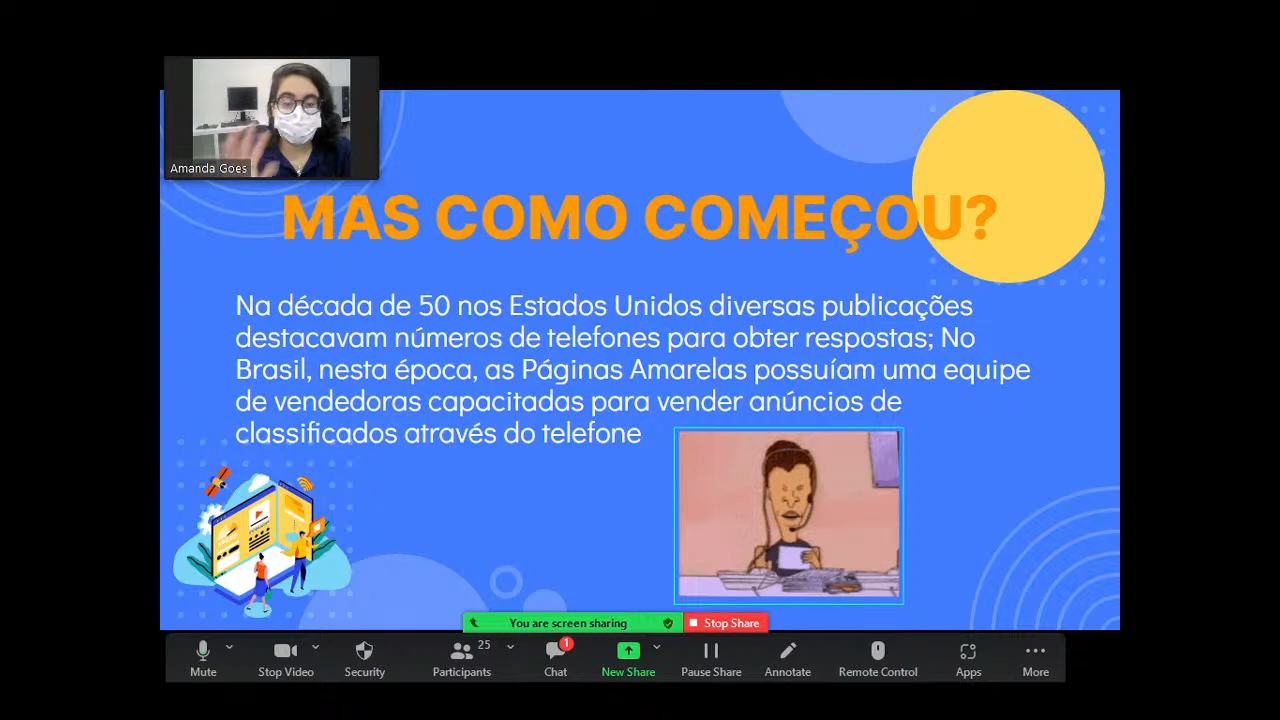 Amanda Goes
MAS COMO COMEÇOU?
Na década de 50 nos Estados Unidos diversas publicações
destacavam números de telefones para obter respostas; No
Brasil, nesta época, as Páginas Amarelas possuíam uma equipe
de vendedoras capacitadas para vender anúncios de
classificados através do telefone
You are screen sharing
Stop Share
Mute
Stop Video
Security
Participants
25
Chat
1
New Share
Pause Share
Annotate
Remote Control
Apps
More